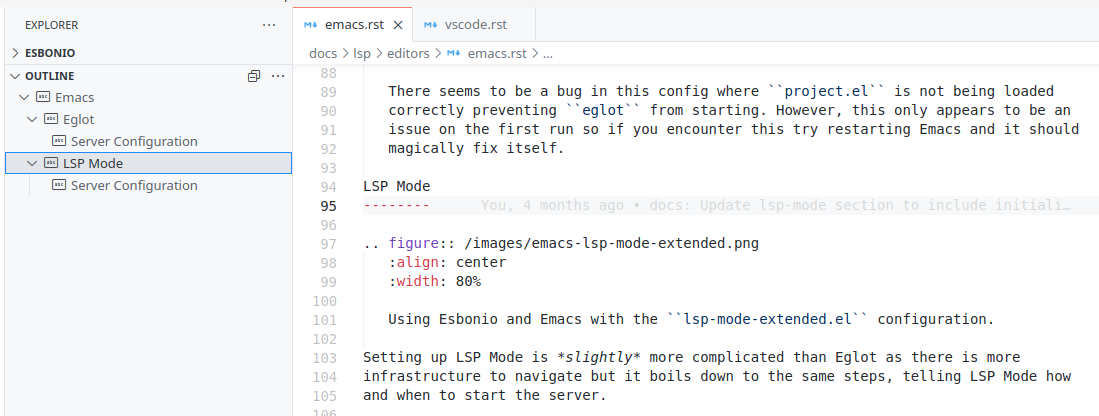 EXPLORER
ESBONIO
OUTLINE
Emacs
Eglot
Server Configuration
LSP Mode
Server Configuration
emacs.rst
vscode.rst
docs > lsp > editors > emacs.rst > ...
88
89 There seems to be a bug in this config where ``project.el`` is not being loaded
90 correctly preventing ``eglot`` from starting. However, this only appears to be an
91 issue on the first run so if you encounter this try restarting Emacs and it should
92 magically fix itself.
93
94 LSP Mode
95 -------- You, 4 months ago • docs: Update lsp-mode section to include initiali…
96
97 .. figure:: /images/emacs-lsp-mode-extended.png
98 :align: center
99 :width: 80%
100
101 Using Esbonio and Emacs with the ``lsp-mode-extended.el`` configuration.
102
103 Setting up LSP Mode is *slightly* more complicated than Eglot as there is more
104 infrastructure to navigate but it boils down to the same steps, telling LSP Mode how
105 and when to start the server.
106